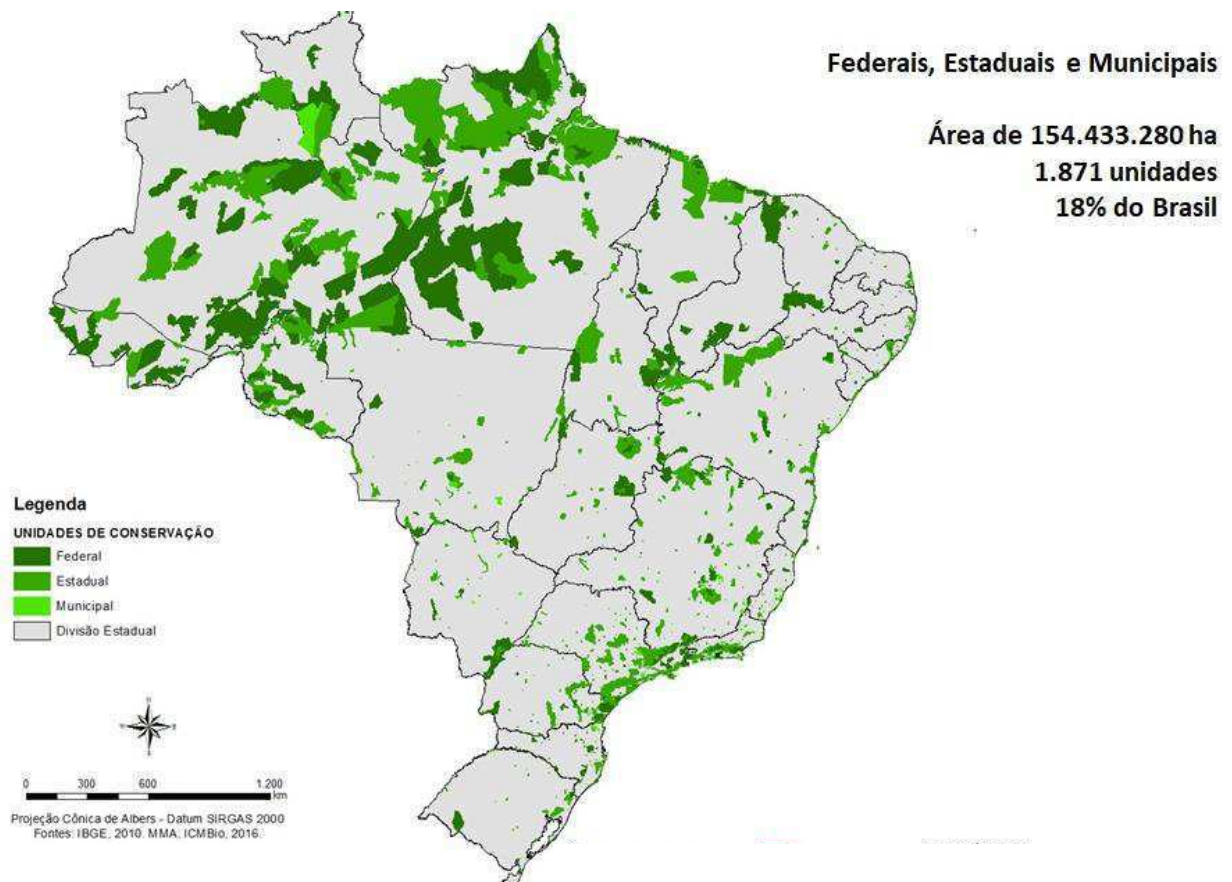 Federais, Estaduais e Municipais
Área de 154.433.280 ha
1.871 unidades
18% do Brasil
Legenda
UNIDADES DE CONSERVAÇÃO
Federal
Estadual
Municipal
Divisão Estadual
0 300 600 1.200
km
Projeção Cônica de Albers - Datum SIRGAS 2000
Fontes: IBGE, 2010. MMA; ICMBio, 2016.